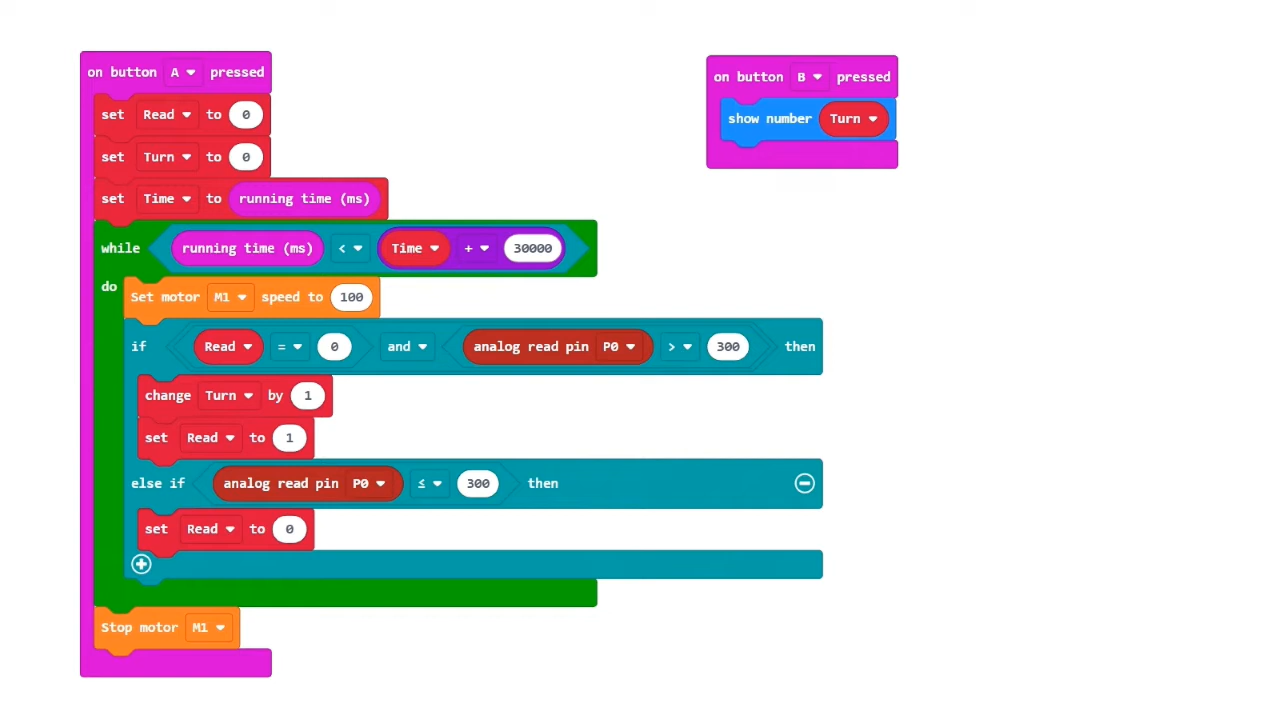 on button A pressed
set Read to 0
set Turn to 0
set Time to running time (ms)
while running time (ms) < Time + 30000
do
Set motor M1 speed to 100
if Read = 0 and analog read pin P0 > 300 then
change Turn by 1
set Read to 1
else if analog read pin P0 ≤ 300 then
set Read to 0
Stop motor M1
on button B pressed
show number Turn